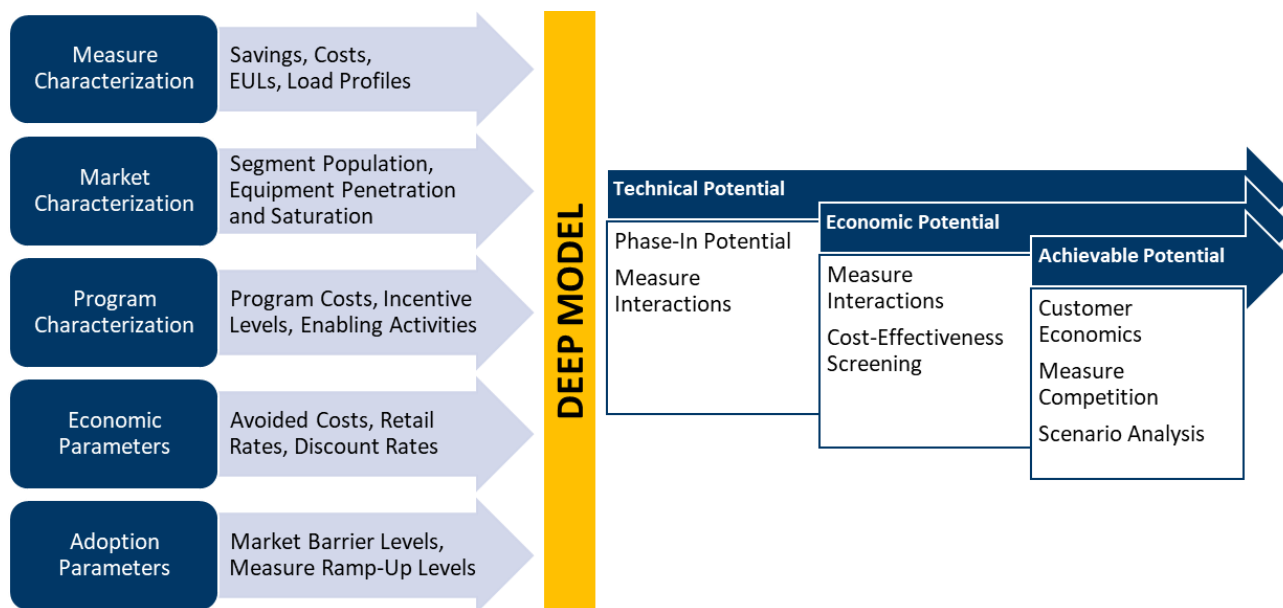 Measure
Characterization
Savings, Costs,
EULs, Load Profiles
Market
Characterization
Segment Population,
Equipment Penetration
and Saturation
Program
Characterization
Program Costs, Incentive
Levels, Enabling Activities
Economic
Parameters
Avoided Costs, Retail
Rates, Discount Rates
Adoption
Parameters
Market Barrier Levels,
Measure Ramp-Up Levels
DEEP MODEL
Technical Potential
Phase-In Potential
Measure
Interactions
Economic Potential
Measure
Interactions
Cost-Effectiveness
Screening
Achievable Potential
Customer
Economics
Measure
Competition
Scenario Analysis